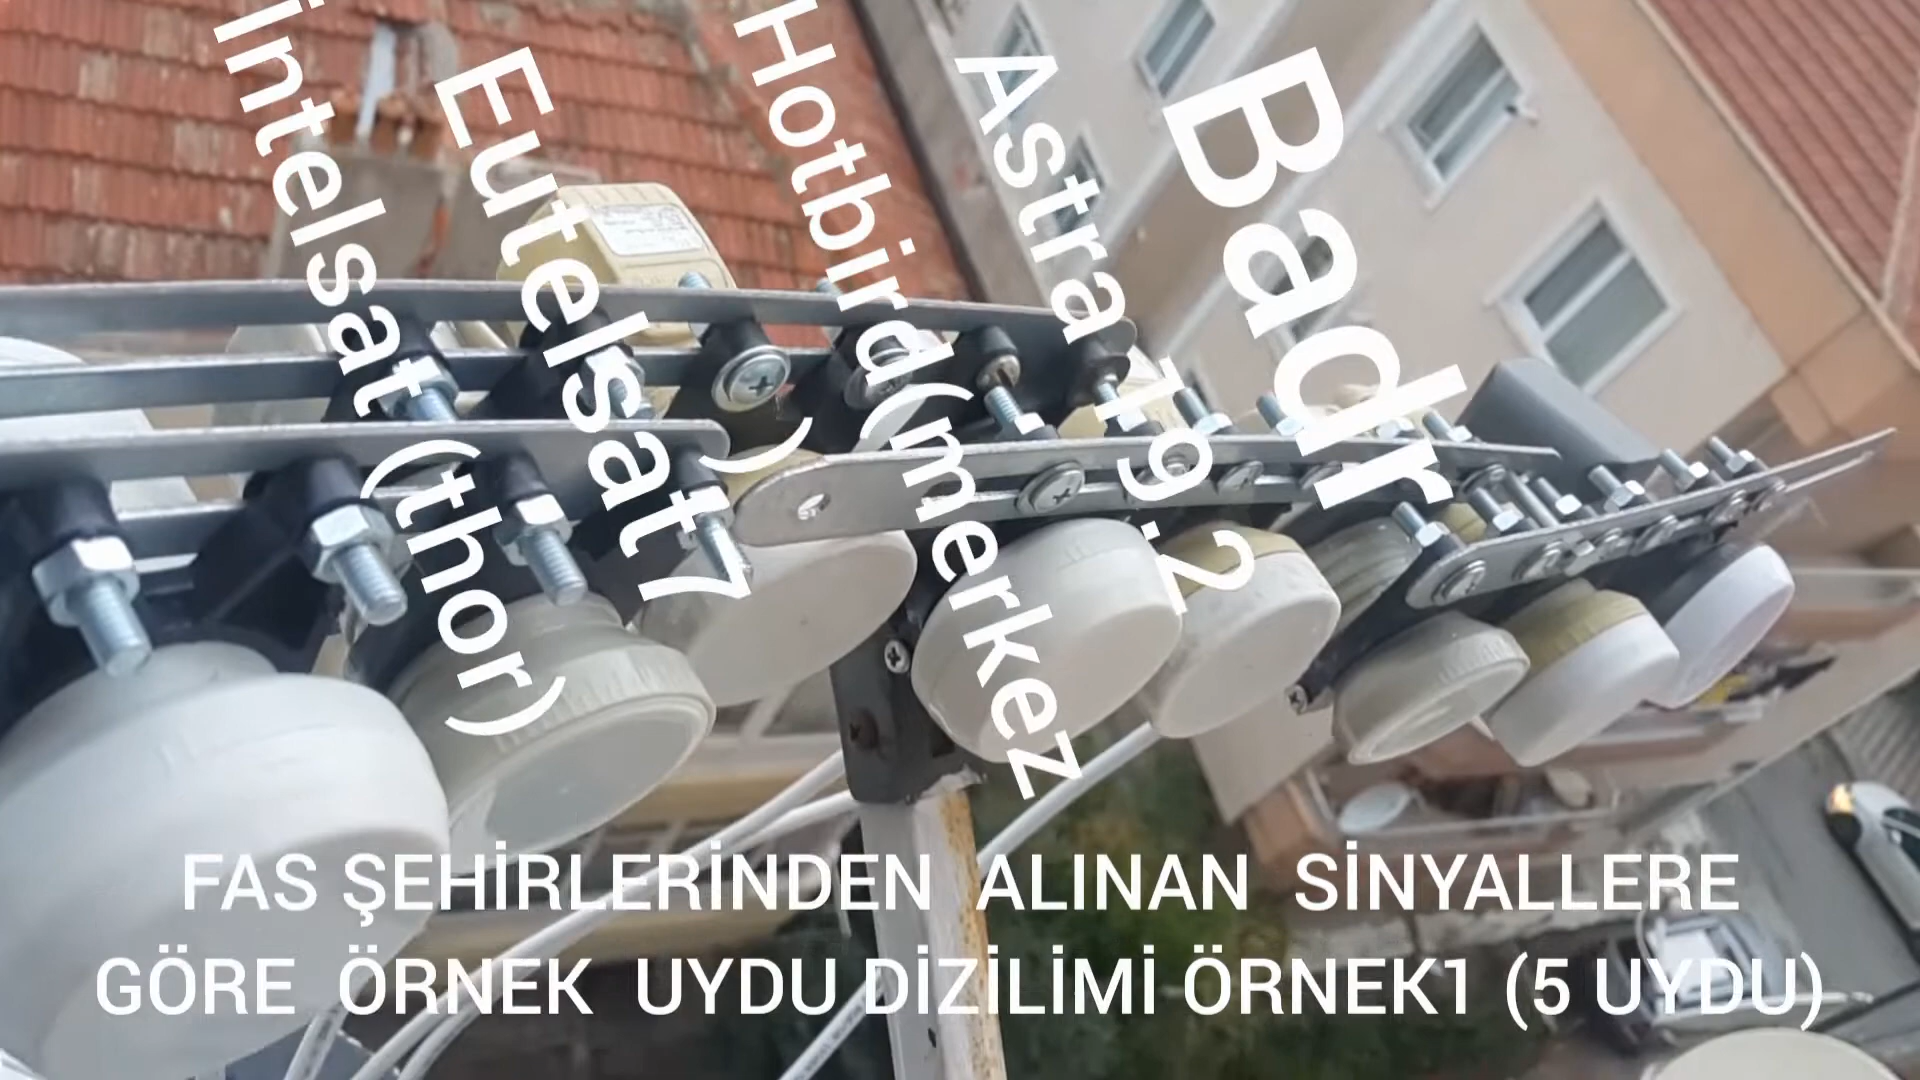 intelsat (thor)
Eutelsat7
Hotbird(merkez
)
Astra 19.2
Badr
FAS ŞEHİRLERİNDEN ALINAN SİNYALLERE
GÖRE ÖRNEK UYDU DİZİLİMİ ÖRNEK1 (5 UYDU)